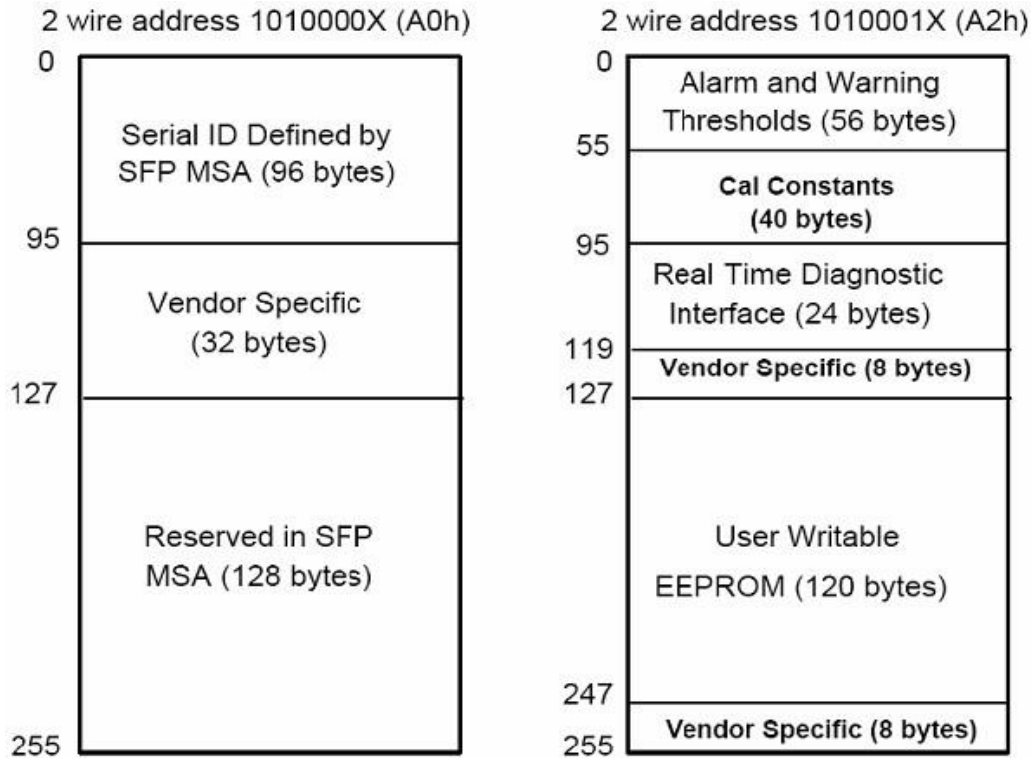 2 wire address 1010000X (A0h)
0
Serial ID Defined by
SFP MSA (96 bytes)
95
Vendor Specific
(32 bytes)
127
Reserved in SFP
MSA (128 bytes)
255
2 wire address 1010001X (A2h)
0
Alarm and Warning
Thresholds (56 bytes)
55
Cal Constants
(40 bytes)
95
Real Time Diagnostic
Interface (24 bytes)
119
Vendor Specific (8 bytes)
127
User Writable
EEPROM (120 bytes)
247
Vendor Specific (8 bytes)
255